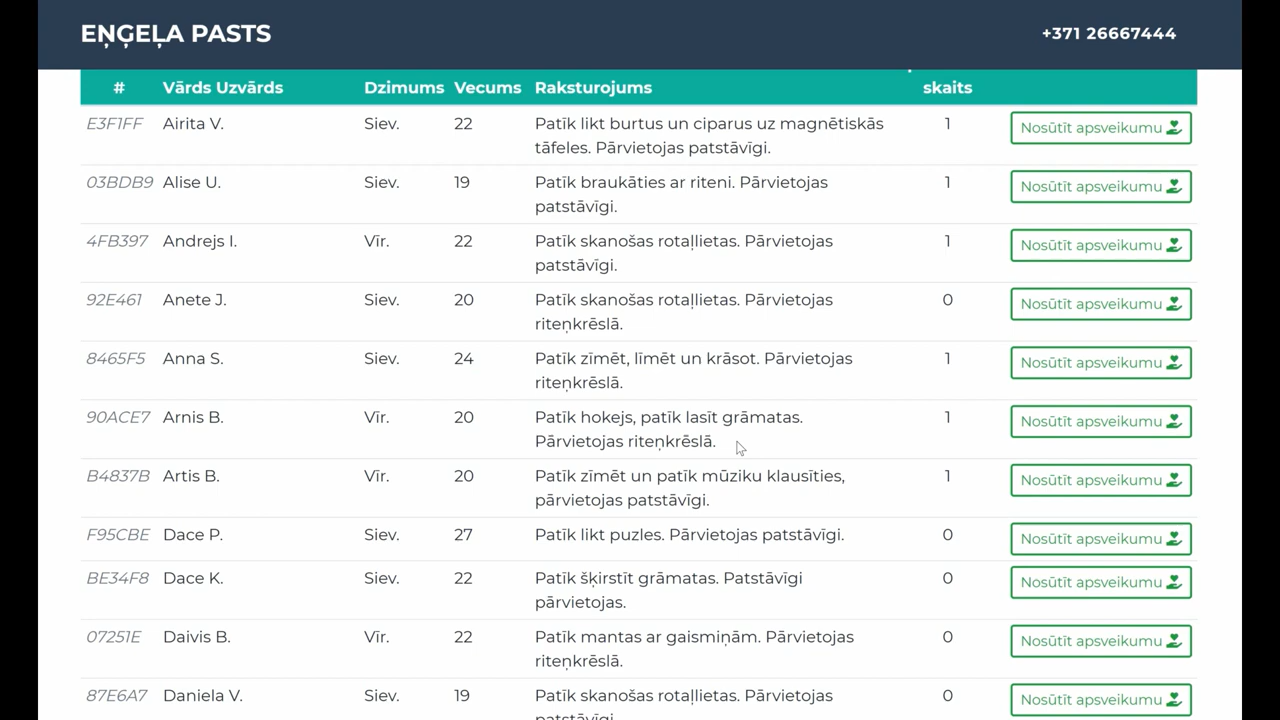 EŅĢEĻA PASTS
+371 26667444
# Vārds Uzvārds Dzimums Vecums Raksturojums skaits
E3F1FF Airita V. Siev. 22 Patīk likt burtus un ciparus uz magnētiskās 1 Nosūtīt apsveikumu
tāfeles. Pārvietojas patstāvīgi.
03BDB9 Alise U. Siev. 19 Patīk braukāties ar riteni. Pārvietojas 1 Nosūtīt apsveikumu
patstāvīgi.
4FB397 Andrejs I. Vīr. 22 Patīk skanošas rotaļlietas. Pārvietojas 1 Nosūtīt apsveikumu
patstāvīgi.
92E461 Anete J. Siev. 20 Patīk skanošas rotaļlietas. Pārvietojas 0 Nosūtīt apsveikumu
riteņkrēslā.
8465F5 Anna S. Siev. 24 Patīk zīmēt, līmēt un krāsot. Pārvietojas 1 Nosūtīt apsveikumu
riteņkrēslā.
90ACE7 Arnis B. Vīr. 20 Patīk hokejs, patīk lasīt grāmatas. 1 Nosūtīt apsveikumu
Pārvietojas riteņkrēslā.
B4837B Artis B. Vīr. 20 Patīk zīmēt un patīk mūziku klausīties, 1 Nosūtīt apsveikumu
pārvietojas patstāvīgi.
F95CBE Dace P. Siev. 27 Patīk likt puzles. Pārvietojas patstāvīgi. 0 Nosūtīt apsveikumu
BE34F8 Dace K. Siev. 22 Patīk šķirstīt grāmatas. Patstāvīgi 0 Nosūtīt apsveikumu
pārvietojas.
07251E Daivis B. Vīr. 22 Patīk mantas ar gaismiņām. Pārvietojas 0 Nosūtīt apsveikumu
riteņkrēslā.
87E6A7 Daniela V. Siev. 19 Patīk skanošas rotaļlietas. Pārvietojas 0 Nosūtīt apsveikumu
patstāvīgi.